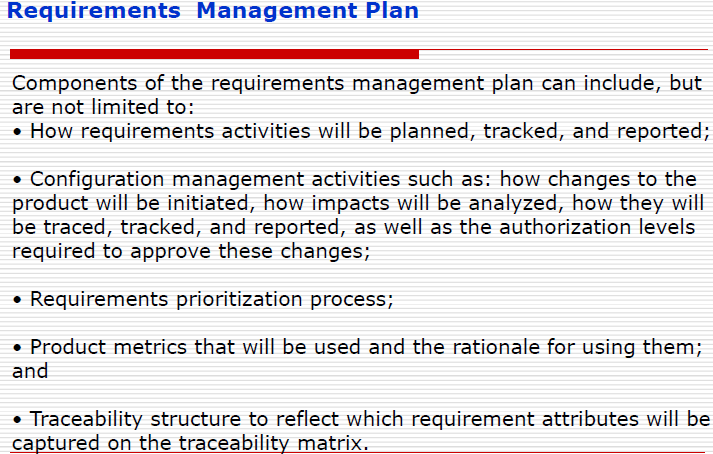 Requirements  Management Plan
Components of the requirements management plan can include, but
are not limited to:
• How requirements activities will be planned, tracked, and reported;
• Configuration management activities such as: how changes to the
product will be initiated, how impacts will be analyzed, how they will
be traced, tracked, and reported, as well as the authorization levels
required to approve these changes;
• Requirements prioritization process;
• Product metrics that will be used and the rationale for using them;
and
• Traceability structure to reflect which requirement attributes will be
captured on the traceability matrix.